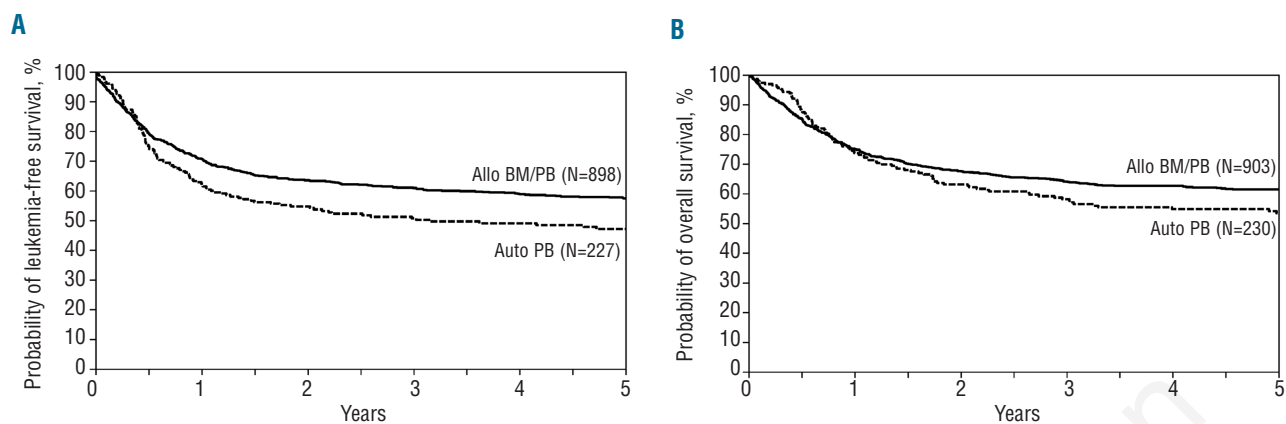 A
Probability of leukemia-free survival, %
100
90
80
70
60
50
40
30
20
10
0
Allo BM/PB (N=898)
Auto PB (N=227)
0 1 2 3 4 5
Years
B
Probability of overall survival, %
100
90
80
70
60
50
40
30
20
10
0
Allo BM/PB (N=903)
Auto PB (N=230)
0 1 2 3 4 5
Years